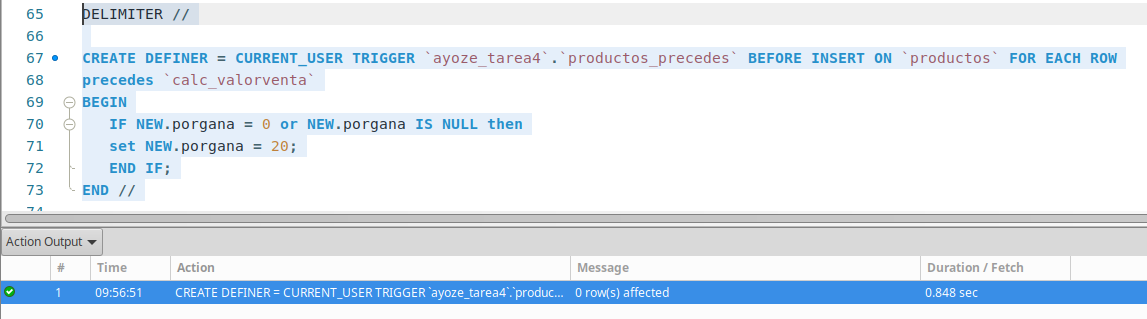 65 DELIMITER //
66
67 CREATE DEFINER = CURRENT_USER TRIGGER `ayoze_tarea4`.`productos_precedes` BEFORE INSERT ON `productos` FOR EACH ROW
68 precedes `calc_valorventa`
69 BEGIN
70 IF NEW.porgana = 0 or NEW.porgana IS NULL then
71 set NEW.porgana = 20;
72 END IF;
73 END //
74
Action Output
# Time Action Message Duration / Fetch
1 09:56:51 CREATE DEFINER = CURRENT_USER TRIGGER `ayoze_tarea4`.`produc... 0 row(s) affected 0.848 sec